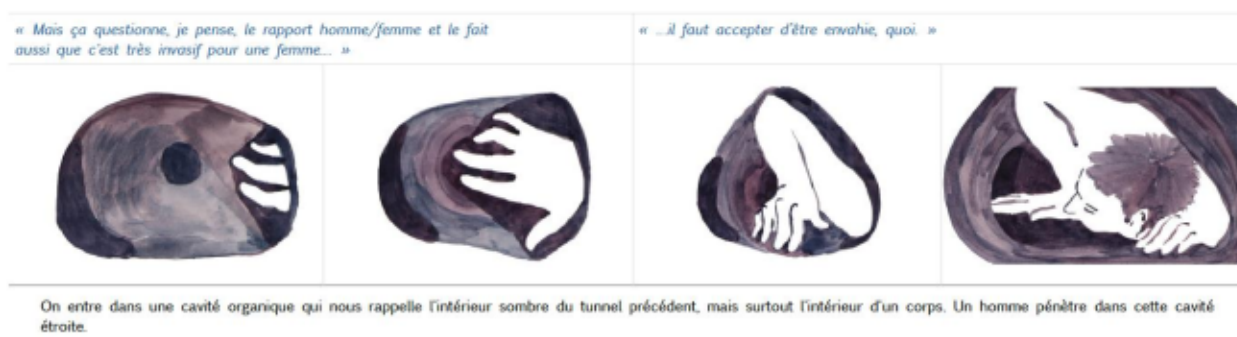 « Mais ça questionne, je pense, le rapport homme/femme et le fait
aussi que c'est très invasif pour une femme... »
« ...il faut accepter d'être envahie, quoi. »
On entre dans une cavité organique qui nous rappelle l'intérieur sombre du tunnel précédent, mais surtout l'intérieur d'un corps. Un homme pénètre dans cette cavité
étroite.